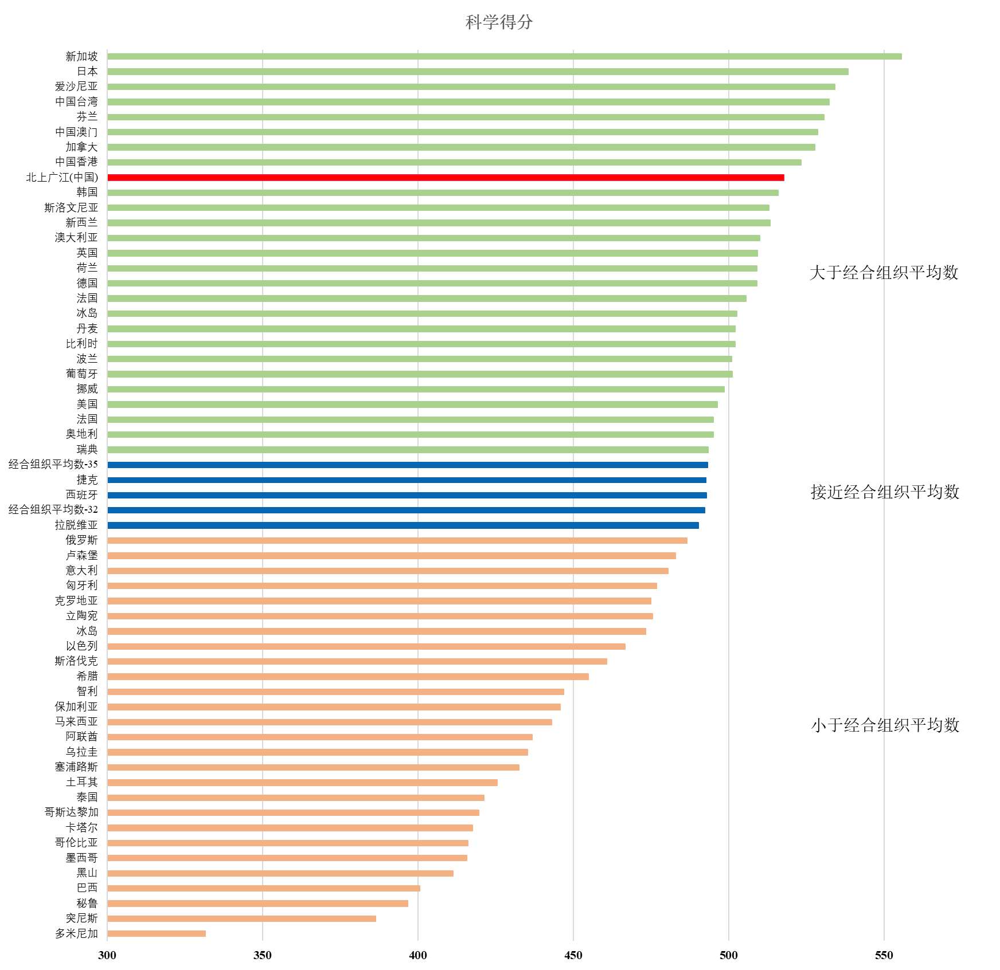 科学得分
新加坡
日本
爱沙尼亚
中国台湾
芬兰
中国澳门
加拿大
中国香港
北上广江(中国)
韩国
斯洛文尼亚
新西兰
澳大利亚
英国
荷兰
德国
法国
冰岛
丹麦
比利时
波兰
葡萄牙
挪威
美国
法国
奥地利
瑞典
经合组织平均数-35
捷克
西班牙
经合组织平均数-32
拉脱维亚
俄罗斯
卢森堡
意大利
匈牙利
克罗地亚
立陶宛
冰岛
以色列
斯洛伐克
希腊
智利
保加利亚
马来西亚
阿联酋
乌拉圭
塞浦路斯
土耳其
泰国
哥斯达黎加
卡塔尔
哥伦比亚
墨西哥
黑山
巴西
秘鲁
突尼斯
多米尼加
大于经合组织平均数
接近经合组织平均数
小于经合组织平均数
300 350 400 450 500 550